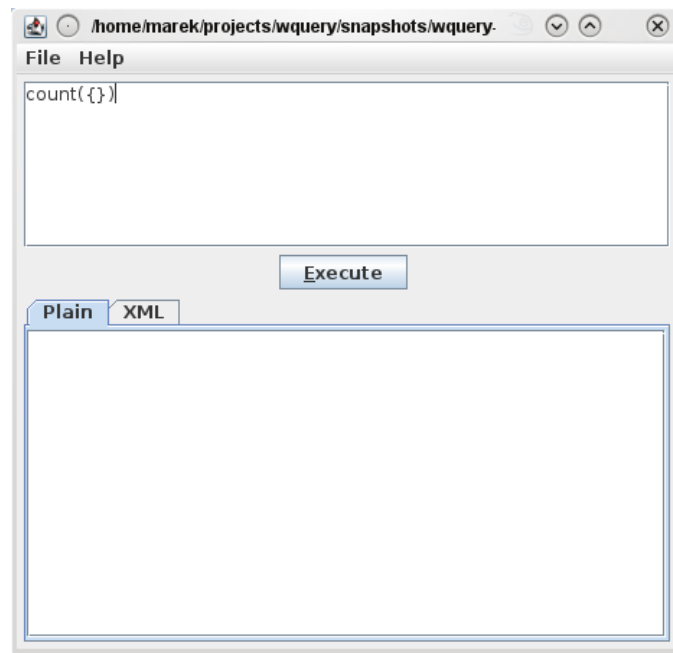 /home/marek/projects/wquery/snapshots/wquery-
File Help
count({})
Execute
Plain XML